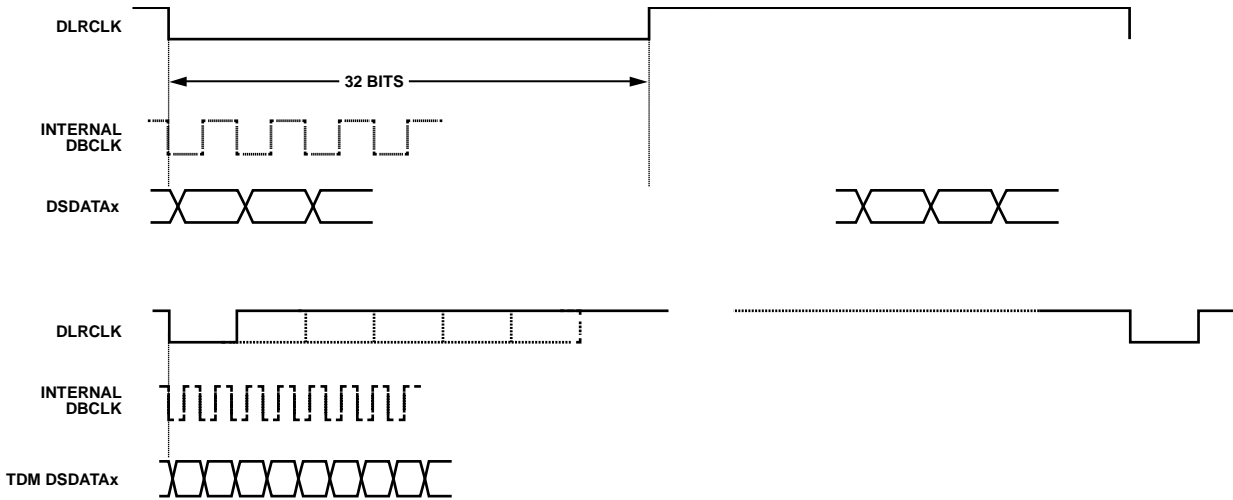 DLRCLK
32 BITS
INTERNAL
DBCLK
DSDATAx
DLRCLK
INTERNAL
DBCLK
TDM DSDATAx